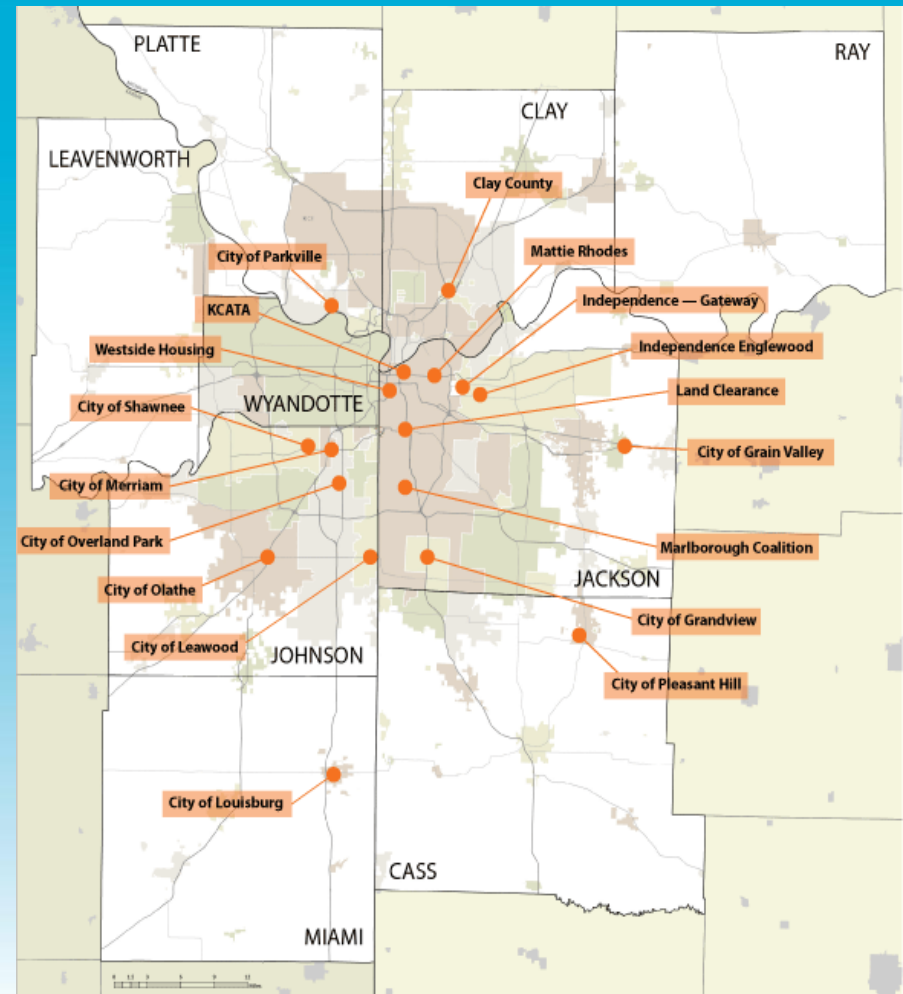 PLATTE
RAY
CLAY
LEAVENWORTH
Clay County
Mattie Rhodes
City of Parkville
Independence — Gateway
KCATA
Independence Englewood
Westside Housing
Land Clearance
WYANDOTTE
City of Shawnee
City of Grain Valley
City of Merriam
City of Overland Park
Marlborough Coalition
JACKSON
City of Olathe
City of Grandview
City of Leawood
JOHNSON
City of Pleasant Hill
City of Louisburg
CASS
MIAMI